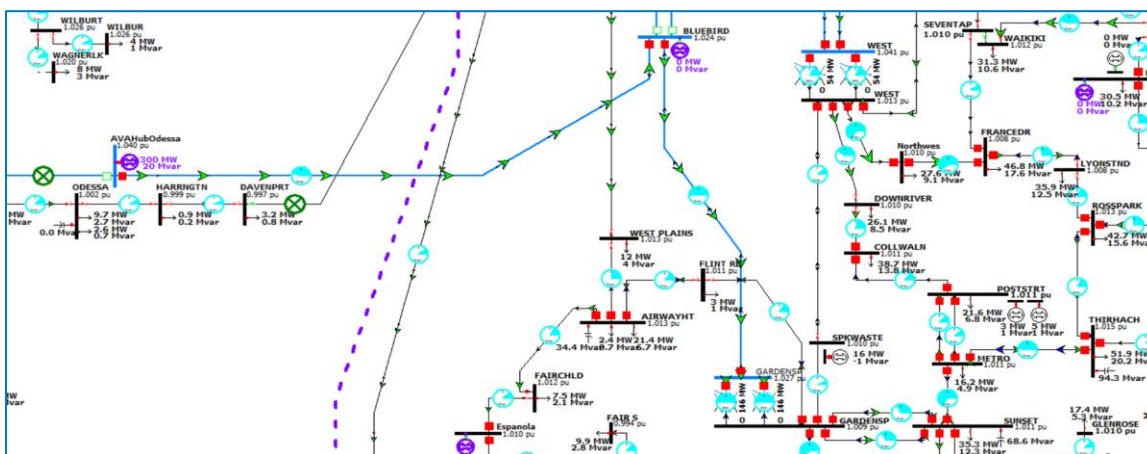 WILBURT
1.026 pu
WILBUR
1.026 pu
4 MW
1 Mvar
WAGNERLK
1.020 pu
8 MW
3 Mvar
AVAHubOdessa
1.040 pu
300 MW
20 Mvar
ODESSA
1.002 pu
HARRNGTN
0.999 pu
DAVENPRT
0.997 pu
MW
Mvar
9.7 MW
2.7 Mvar
2.6 MW
0.7 Mvar
0.0 Mvar
0.9 MW
0.2 Mvar
3.2 MW
0.8 Mvar
MW
Mvar
BLUEBIRD
1.024 pu
0 MW
0 Mvar
WEST PLAINS
1.013 pu
12 MW
4 Mvar
FLINT RD
1.011 pu
3 MW
1 Mvar
AIRWAYHT
1.013 pu
34.4 Mvar
2.4 MW
21.4 MW
6.7 Mvar
FAIRCHLD
1.012 pu
7.5 MW
2.1 Mvar
Espanola
1.010 pu
FAIR S
0.994 pu
9.9 MW
2.8 Mvar
GARDENSP
1.027 pu
146 MW
0
146 MW
0
GARDENSP
1.009 pu
WEST
1.041 pu
54 MW
0
54 MW
0
WEST
1.013 pu
SEVENTAP
1.010 pu
WAIKIKI
1.012 pu
31.3 MW
10.6 Mvar
0 MW
0 Mvar
30.5 MW
10.2 Mvar
0 MW
0 Mvar
Northwes
1.010 pu
27.6 MW
9.1 Mvar
FRANCEDR
1.008 pu
46.8 MW
17.6 Mvar
LYONSTND
1.008 pu
35.9 MW
12.5 Mvar
ROSSPARK
1.013 pu
42.7 MW
15.6 Mvar
DOWNRIVER
1.010 pu
26.1 MW
8.5 Mvar
COLLWALN
1.011 pu
38.7 MW
13.8 Mvar
POSTSTRT
1.011 pu
21.6 MW
6.8 Mvar
3 MW
1 Mvar
5 MW
1 Mvar
THIRHACH
1.015 pu
51.9 MW
20.2 Mvar
94.3 Mvar
SPKWASTE
1.010 pu
16 MW
-1 Mvar
METRO
1.011 pu
16.2 MW
4.9 Mvar
SUNSET
1.011 pu
35.3 MW
12.3 Mvar
68.6 Mvar
17.4 MW
5.3 Mvar
GLENROSE
1.010 pu